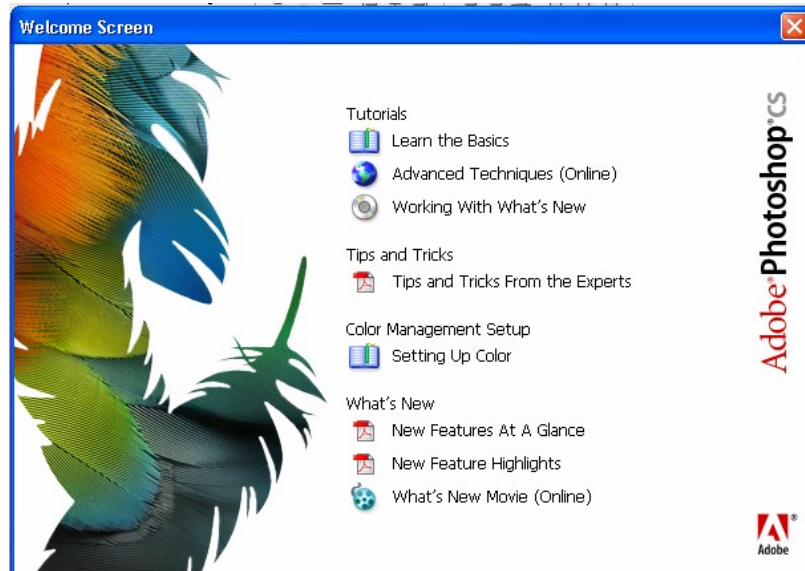 Welcome Screen
Tutorials
Learn the Basics
Advanced Techniques (Online)
Working With What's New
Tips and Tricks
Tips and Tricks From the Experts
Color Management Setup
Setting Up Color
What's New
New Features At A Glance
New Feature Highlights
What's New Movie (Online)
Adobe® Photoshop® CS
Adobe®